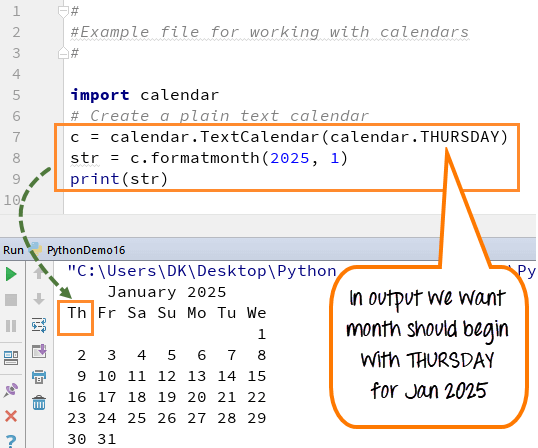 1 #
2 #Example file for working with calendars
3 #
4
5 import calendar
6 # Create a plain text calendar
7 c = calendar.TextCalendar(calendar.THURSDAY)
8 str = c.formatmonth(2025, 1)
9 print(str)
10
Run PythonDemo16
"C:\Users\DK\Desktop\Python
January 2025
Th Fr Sa Su Mo Tu We
1
2 3 4 5 6 7 8
9 10 11 12 13 14 15
16 17 18 19 20 21 22
23 24 25 26 27 28 29
30 31
In output we want
month should begin
with THURSDAY
for Jan 2025